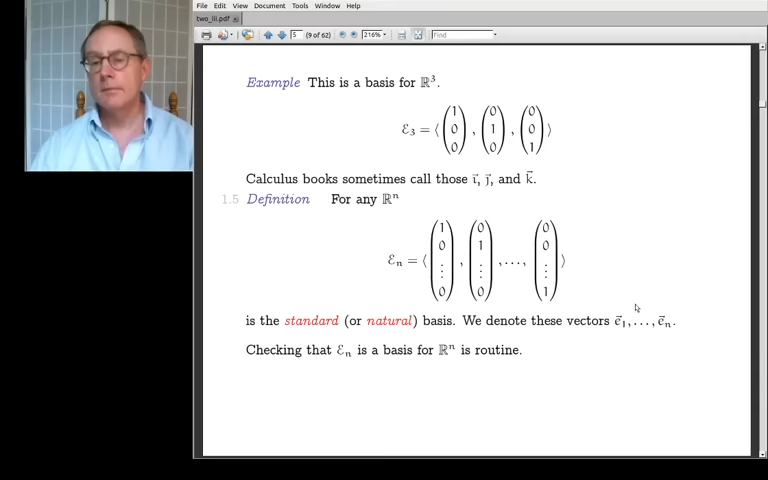 File Edit View Document Tools Window Help
two_iii.pdf
5 (9 of 62) 216% Find
Example This is a basis for ℝ³.
ℰ₃ = ⟨ (1 0 0), (0 1 0), (0 0 1) ⟩
Calculus books sometimes call those ı⃗, ȷ⃗, and k⃗.
1.5 Definition For any ℝⁿ
ℰₙ = ⟨ (1 0 ⋮ 0), (0 1 ⋮ 0), ..., (0 0 ⋮ 1) ⟩
is the standard (or natural) basis. We denote these vectors e⃗₁, ..., e⃗ₙ.
Checking that ℰₙ is a basis for ℝⁿ is routine.